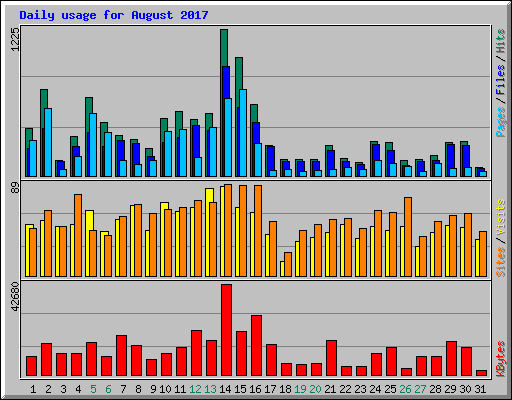 Daily usage for August 2017
1225
Pages / Files / Hits
89
Sites / Visits
42680
KBytes
1 2 3 4 5 6 7 8 9 10 11 12 13 14 15 16 17 18 19 20 21 22 23 24 25 26 27 28 29 30 31